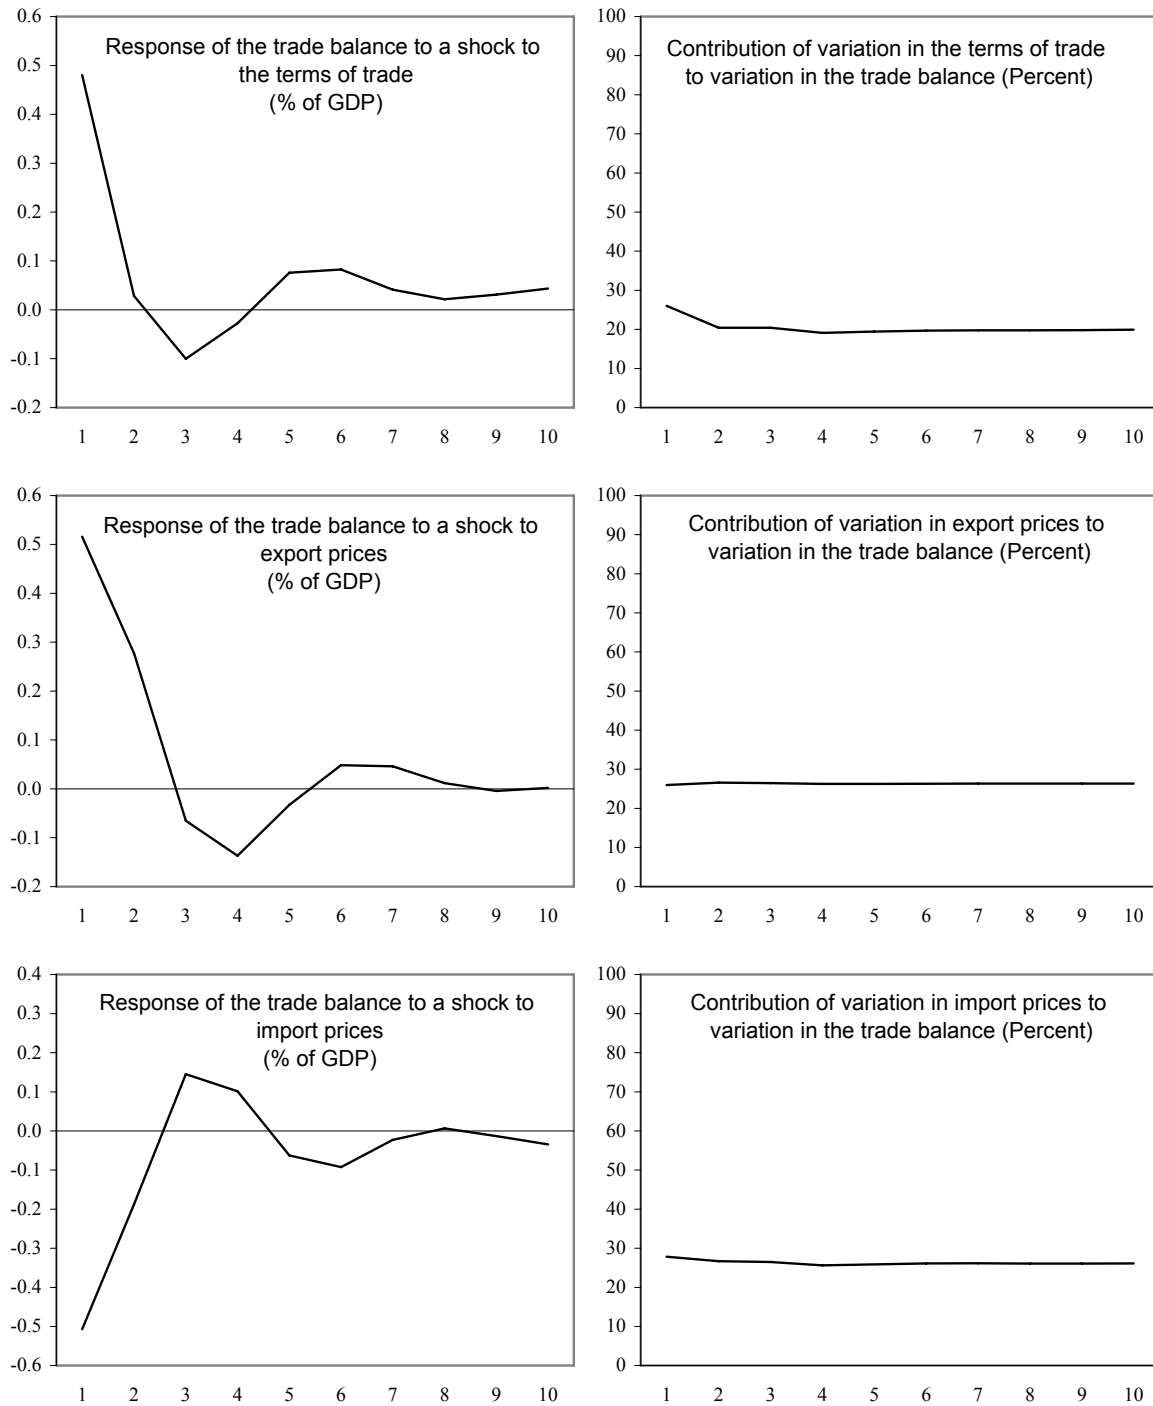 Response of the trade balance to a shock to
the terms of trade
(% of GDP)
0.6
0.5
0.4
0.3
0.2
0.1
0.0
-0.1
-0.2
1 2 3 4 5 6 7 8 9 10
Contribution of variation in the terms of trade
to variation in the trade balance (Percent)
100
90
80
70
60
50
40
30
20
10
0
1 2 3 4 5 6 7 8 9 10
Response of the trade balance to a shock to
export prices
(% of GDP)
0.6
0.5
0.4
0.3
0.2
0.1
0.0
-0.1
-0.2
1 2 3 4 5 6 7 8 9 10
Contribution of variation in export prices to
variation in the trade balance (Percent)
100
90
80
70
60
50
40
30
20
10
0
1 2 3 4 5 6 7 8 9 10
Response of the trade balance to a shock to
import prices
(% of GDP)
0.4
0.3
0.2
0.1
0.0
-0.1
-0.2
-0.3
-0.4
-0.5
-0.6
1 2 3 4 5 6 7 8 9 10
Contribution of variation in import prices to
variation in the trade balance (Percent)
100
90
80
70
60
50
40
30
20
10
0
1 2 3 4 5 6 7 8 9 10